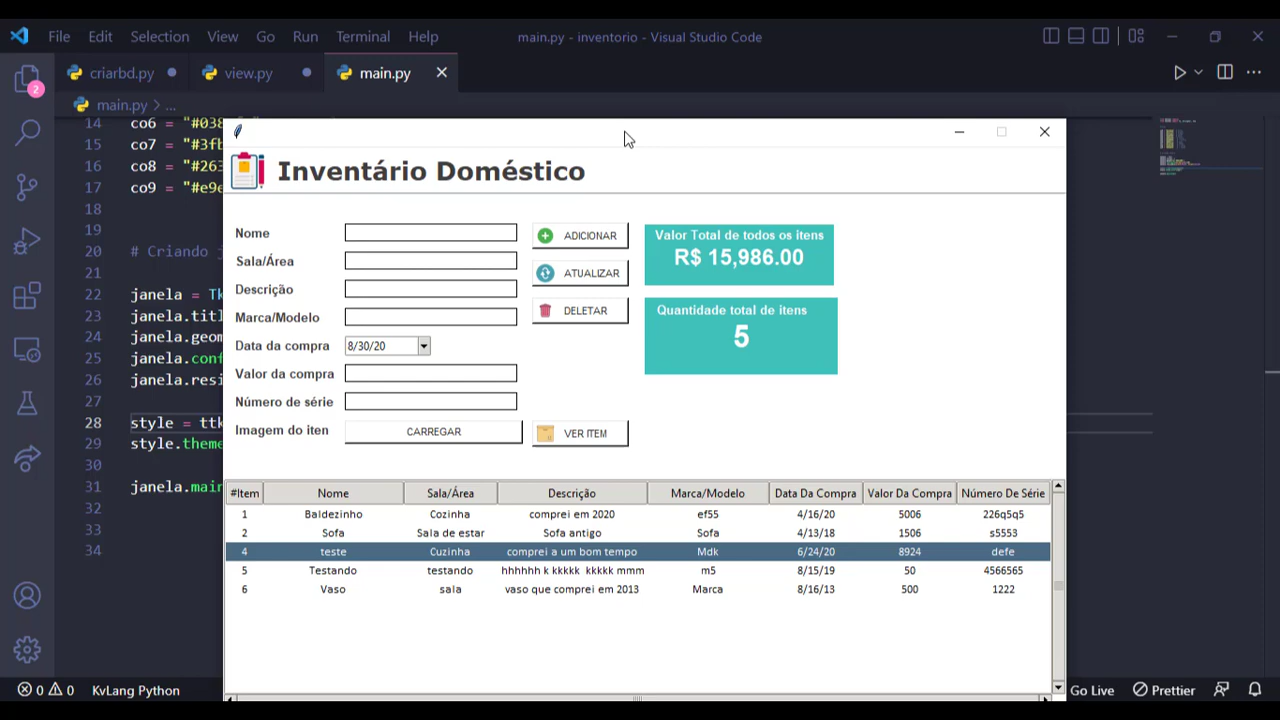 File Edit Selection View Go Run Terminal Help main.py - inventorio - Visual Studio Code
criarbd.py view.py main.py
2
main.py > ...
14 co6 = "#038
15 co7 = "#3fb
16 co8 = "#263
17 co9 = "#e9e
18
19
20 # Criando j
21
22 janela = Tk
23 janela.titl
24 janela.geom
25 janela.conf
26 janela.resi
27
28 style = ttk
29 style.theme
30
31 janela.main
32
33
34
Inventário Doméstico
Nome
Sala/Área
Descrição
Marca/Modelo
Data da compra 8/30/20
Valor da compra
Número de série
Imagem do iten CARREGAR
ADICIONAR
ATUALIZAR
DELETAR
VER ITEM
Valor Total de todos os itens
R$ 15,986.00
Quantidade total de itens
5
#Item Nome Sala/Área Descrição Marca/Modelo Data Da Compra Valor Da Compra Número De Série
1 Baldezinho Cozinha comprei em 2020 ef55 4/16/20 5006 226q5q5
2 Sofa Sala de estar Sofa antigo Sofa 4/13/18 1506 s5553
4 teste Cuzinha comprei a um bom tempo Mdk 6/24/20 8924 defe
5 Testando testando hhhhhh k kkkkk kkkkk mmm m5 8/15/19 50 4566565
6 Vaso sala vaso que comprei em 2013 Marca 8/16/13 500 1222
0 0 KvLang Python Go Live Prettier